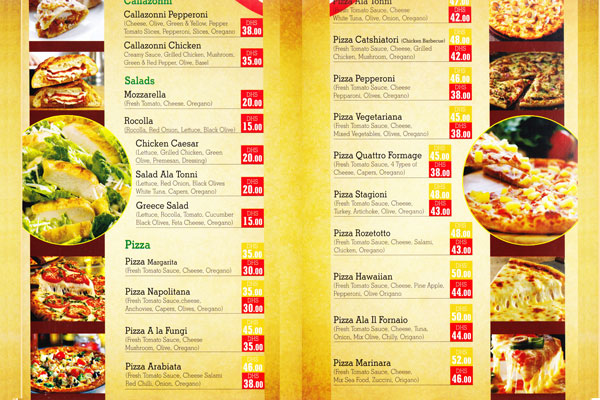 Callazonni
Callazonni Pepperoni
(Cheese, Olive, Green & Yellow, Pepper
Tomato Slices, Pepperoni, Slices, Oregano
DHS
38.00
Callazonni Chicken
Creamy Sauce, Grilled Chicken, Mushroom,
Green & Red Pepper, Olive, Basel
DHS
35.00
Salads
Mozzarella
(Fresh Tomato, Cheese, Oregano)
DHS
20.00
Rocolla
(Rocolla, Red Onion, Lettuce, Black Olive)
DHS
15.00
Chicken Caesar
(Lettuce, Grilled Chicken, Green
Olive, Premesan, Dressing)
DHS
20.00
Salad Ala Tonni
(Lettuce, Red Onion, Black Olives
White Tuna, Capers, Oregano)
DHS
20.00
Greece Salad
(Lettuce, Rocolla, Tomato, Cucumber
Black Olives, Feta Cheese, Oregano)
DHS
15.00
Pizza
Pizza Margarita
(Fresh Tomato Sauce, Cheese, Oregano)
35.00
DHS
30.00
Pizza Napolitana
(Fresh Tomato Sauce,cheese,
Anchovies, Capers, Olives, Oregano)
35.00
DHS
30.00
Pizza A la Fungi
(Fresh Tomato Sauce, Cheese
Mushroom, Olive, Oregano)
45.00
DHS
35.00
Pizza Arabiata
(Fresh Tomato Sauce, Cheese Salami
Red Chilli, Onion, Oregano)
46.00
DHS
38.00
Pizza Ala Tonni
(Fresh Tomato Sauce, Cheese
White Tuna, Olive, Onion, Oregano)
DHS
42.00
Pizza Catshiatori (Chicken Barbecue)
(Fresh Tomato Sauce, Cheese, Grilled
Chicken, Mushroom, Oregano)
48.00
DHS
42.00
Pizza Pepperoni
(Fresh Tomato Sauce, Cheese
Pepparoni, Olives, Oregano)
46.00
DHS
38.00
Pizza Vegetariana
(Fresh Tomato Sauce, Cheese,
Mixed Vegetables, Olives, Oregano)
45.00
DHS
38.00
Pizza Quattro Formage
(Fresh Tomato Sauce, 4 Types of
Cheese, Capers, Oregano)
45.00
DHS
38.00
Pizza Stagioni
(Fresh Tomato Sauce, Cheese,
Turkey, Artichoke, Olive, Oregano)
48.00
DHS
43.00
Pizza Rozetotto
(Fresh Tomato Sauce, Cheese, Salami,
Chicken, Oregano)
48.00
DHS
43.00
Pizza Hawaiian
(Fresh Tomato Sauce, Cheese, Pine Apple,
Pepperoni, Olive Origano
50.00
DHS
44.00
Pizza Ala Il Fornaio
(Fresh Tomato Sauce, Cheese, Tuna,
Onion, Mix Olive, Chilly, Origano)
50.00
DHS
44.00
Pizza Marinara
(Fresh Tomato Sauce, Cheese,
Mix Sea Food, Zuccini, Origano)
52.00
DHS
46.00